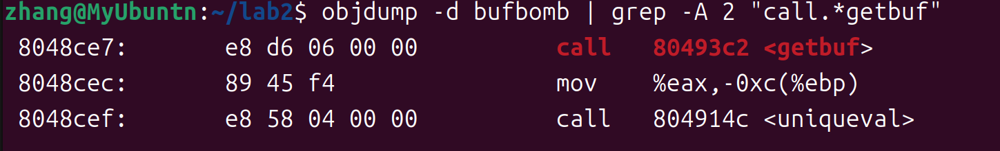 zhang@MyUbuntn:~/lab2$ objdump -d bufbomb | grep -A 2 "call.*getbuf"
8048ce7: e8 d6 06 00 00 call 80493c2 <getbuf>
8048cec: 89 45 f4 mov %eax,-0xc(%ebp)
8048cef: e8 58 04 00 00 call 804914c <uniqueval>